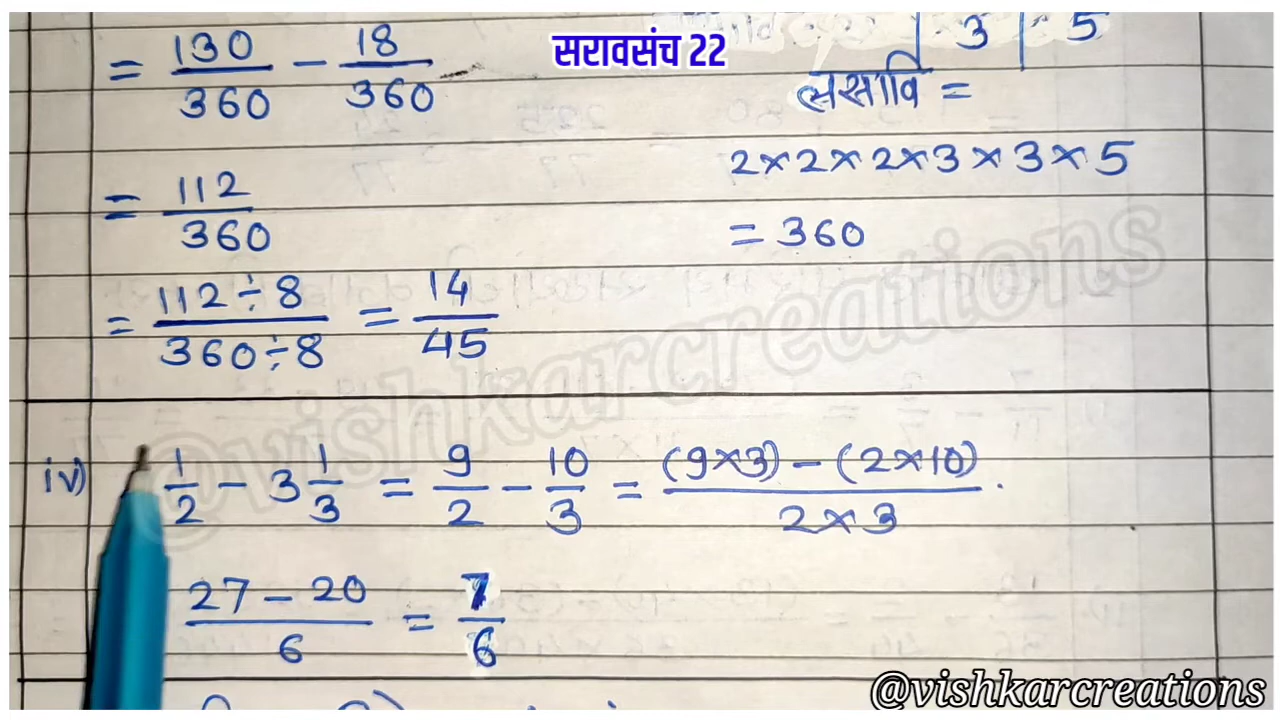 सरावसंच 22
= 130/360 - 18/360
3 | 5
लसावि =
2×2×2×3×3×5
= 360
= 112/360
= 112÷8/360÷8 = 14/45
iv) 1/2 - 3 1/3 = 9/2 - 10/3 = (9×3) - (2×10)/2×3.
27 - 20/6 = 7/6
@vishkarcreations
@vishkarcreations